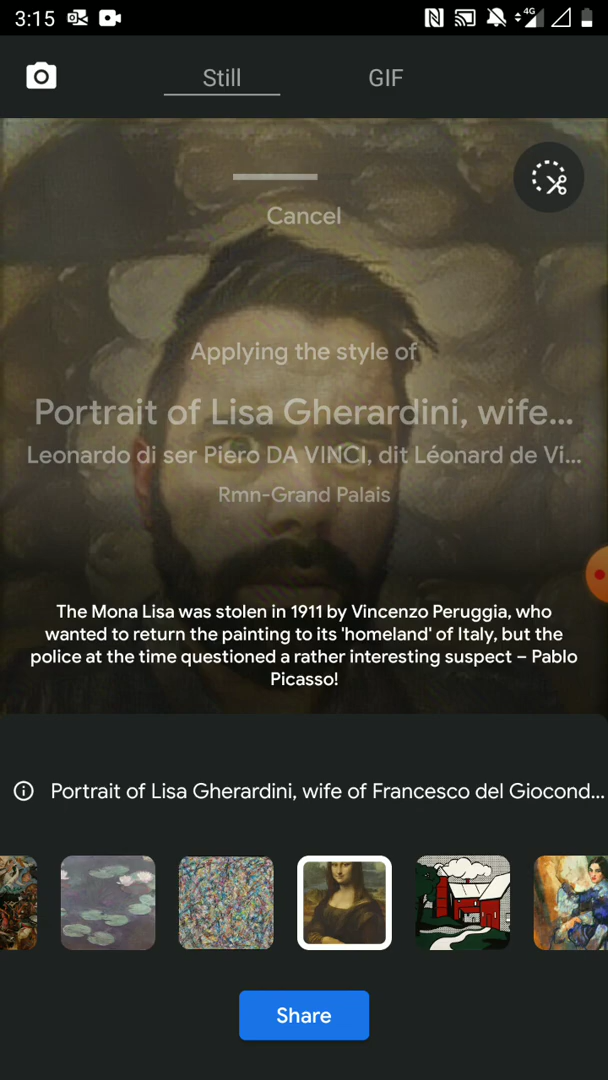 3:15
4G
Still
GIF
Cancel
Applying the style of
Portrait of Lisa Gherardini, wife...
Leonardo di ser Piero DA VINCI, dit Léonard de Vi...
Rmn-Grand Palais
The Mona Lisa was stolen in 1911 by Vincenzo Peruggia, who
wanted to return the painting to its 'homeland' of Italy, but the
police at the time questioned a rather interesting suspect – Pablo
Picasso!
Portrait of Lisa Gherardini, wife of Francesco del Giocond...
Share